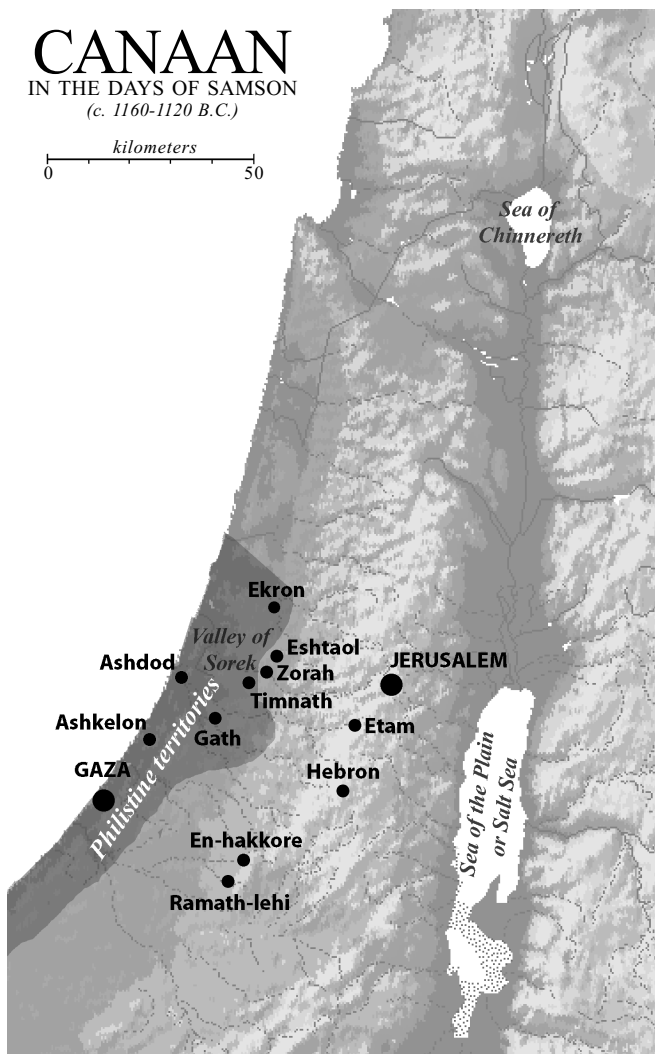 CANAAN
IN THE DAYS OF SAMSON
(c. 1160-1120 B.C.)
kilometers
0 50
Sea of
Chinnereth
Ekron
Valley of
Sorek
Eshtaol
Ashdod
JERUSALEM
Zorah
Timnath
Ashkelon
Etam
Gath
GAZA
Hebron
Philistine territories
Sea of the Plain
or Salt Sea
En-hakkore
Ramath-lehi